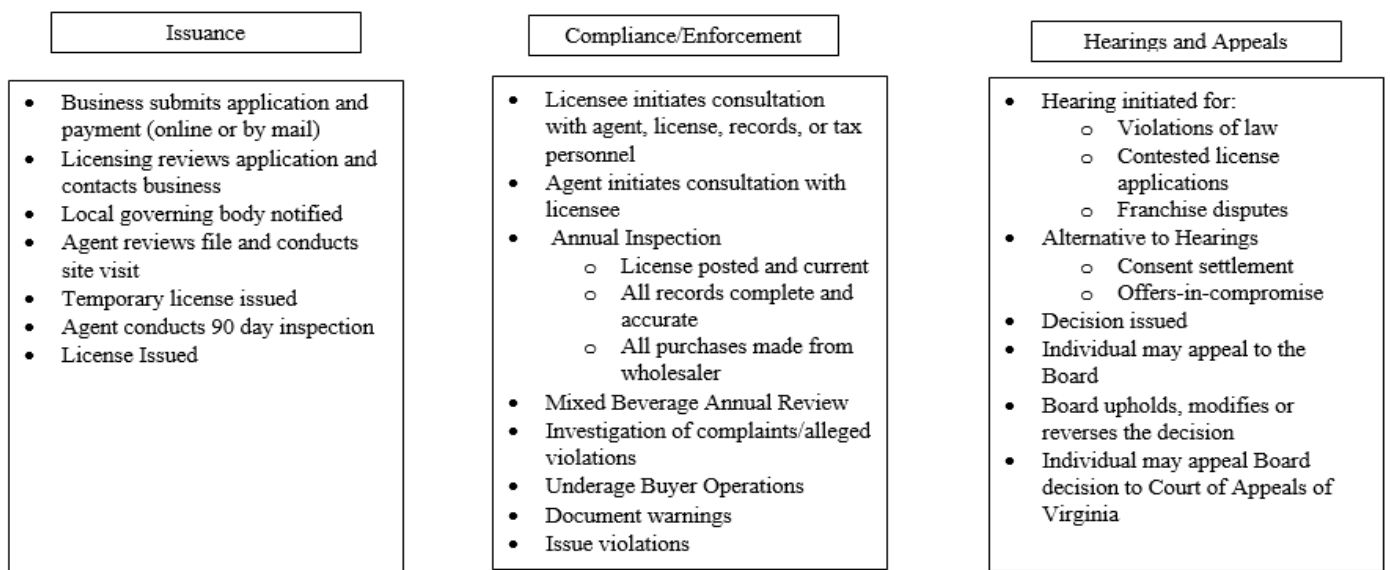 Issuance
• Business submits application and
payment (online or by mail)
• Licensing reviews application and
contacts business
• Local governing body notified
• Agent reviews file and conducts
site visit
• Temporary license issued
• Agent conducts 90 day inspection
• License Issued
Compliance/Enforcement
• Licensee initiates consultation
with agent, license, records, or tax
personnel
• Agent initiates consultation with
licensee
• Annual Inspection
o License posted and current
o All records complete and
accurate
o All purchases made from
wholesaler
• Mixed Beverage Annual Review
• Investigation of complaints/alleged
violations
• Underage Buyer Operations
• Document warnings
• Issue violations
Hearings and Appeals
• Hearing initiated for:
o Violations of law
o Contested license
applications
o Franchise disputes
• Alternative to Hearings
o Consent settlement
o Offers-in-compromise
• Decision issued
• Individual may appeal to the
Board
• Board upholds, modifies or
reverses the decision
• Individual may appeal Board
decision to Court of Appeals of
Virginia